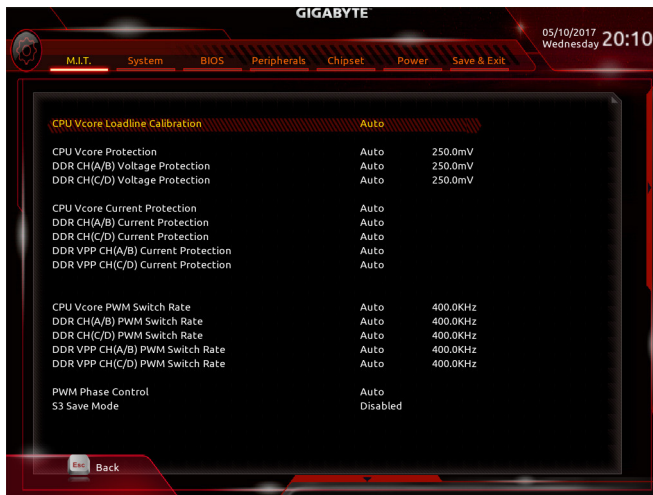 GIGABYTE
05/10/2017
Wednesday 20:10
M.I.T. System BIOS Peripherals Chipset Power Save & Exit
CPU Vcore Loadline Calibration Auto
CPU Vcore Protection Auto 250.0mV
DDR CH(A/B) Voltage Protection Auto 250.0mV
DDR CH(C/D) Voltage Protection Auto 250.0mV
CPU Vcore Current Protection Auto
DDR CH(A/B) Current Protection Auto
DDR CH(C/D) Current Protection Auto
DDR VPP CH(A/B) Current Protection Auto
DDR VPP CH(C/D) Current Protection Auto
CPU Vcore PWM Switch Rate Auto 400.0KHz
DDR CH(A/B) PWM Switch Rate Auto 400.0KHz
DDR CH(C/D) PWM Switch Rate Auto 400.0KHz
DDR VPP CH(A/B) PWM Switch Rate Auto 400.0KHz
DDR VPP CH(C/D) PWM Switch Rate Auto 400.0KHz
PWM Phase Control Auto
S3 Save Mode Disabled
Esc Back